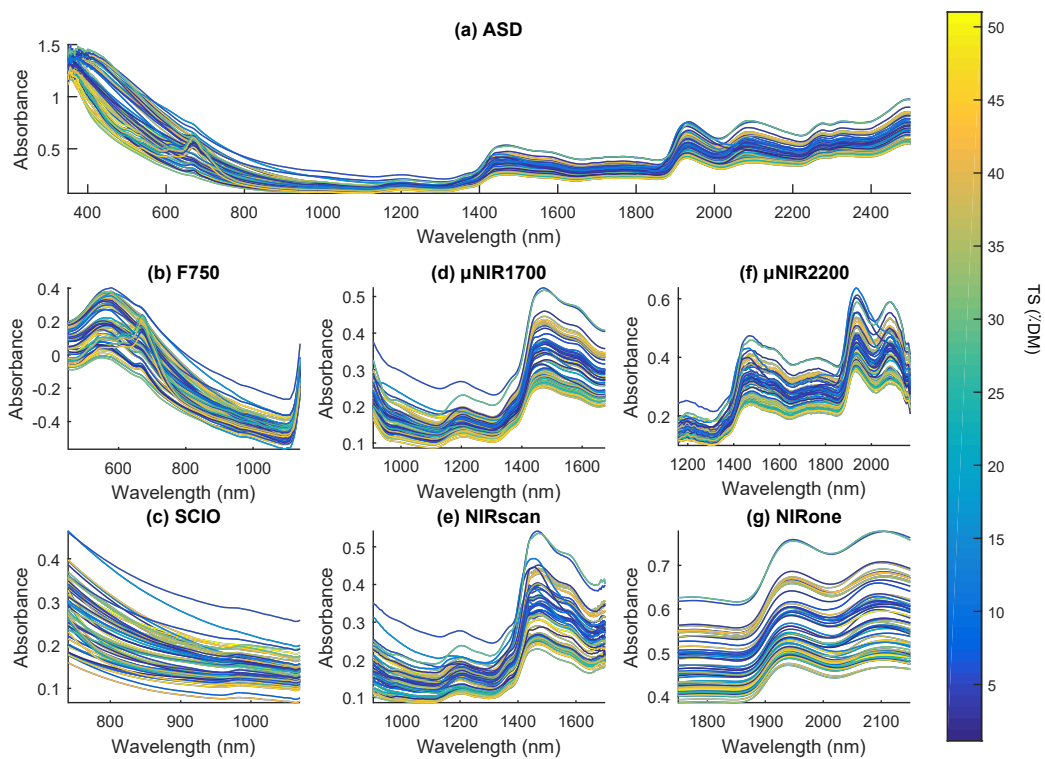 (a) ASD
Absorbance
1.5
1
0.5
400 600 800 1000 1200 1400 1600 1800 2000 2200 2400
Wavelength (nm)
(b) F750
Absorbance
0.4
0.2
0
-0.2
-0.4
600 800 1000
Wavelength (nm)
(d) µNIR1700
Absorbance
0.5
0.4
0.3
0.2
0.1
1000 1200 1400 1600
Wavelength (nm)
(f) µNIR2200
Absorbance
0.6
0.4
0.2
1160 1200 1400 1600 1800 2000
Wavelength (nm)
(c) SCIO
Absorbance
0.4
0.3
0.2
0.1
800 900 1000
Wavelength (nm)
(e) NIRscan
Absorbance
0.5
0.4
0.3
0.2
0.1
1000 1200 1400 1600
Wavelength (nm)
(g) NIRone
Absorbance
0.7
0.6
0.5
0.4
1800 1900 2000 2100
Wavelength (nm)
50
45
40
35
30
25
20
15
10
5
TS (%DM)